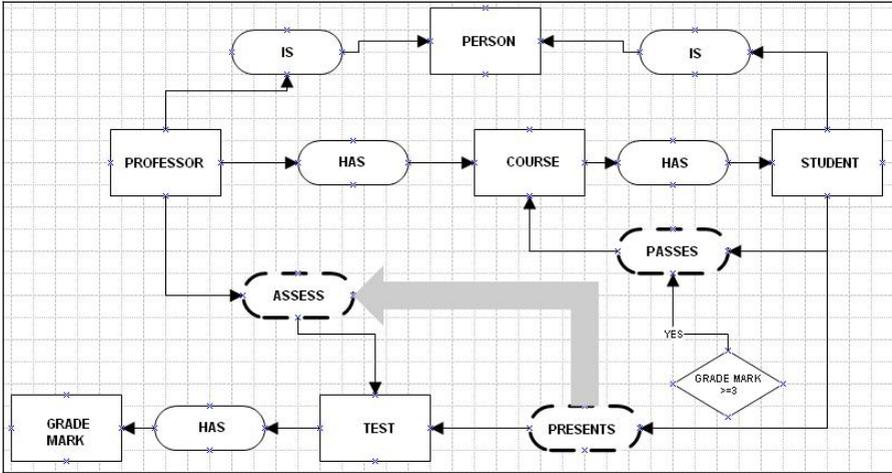 IS
PERSON
IS
PROFESSOR
HAS
COURSE
HAS
STUDENT
PASSES
ASSESS
YES
GRADE MARK
>=3
GRADE
MARK
HAS
TEST
PRESENTS